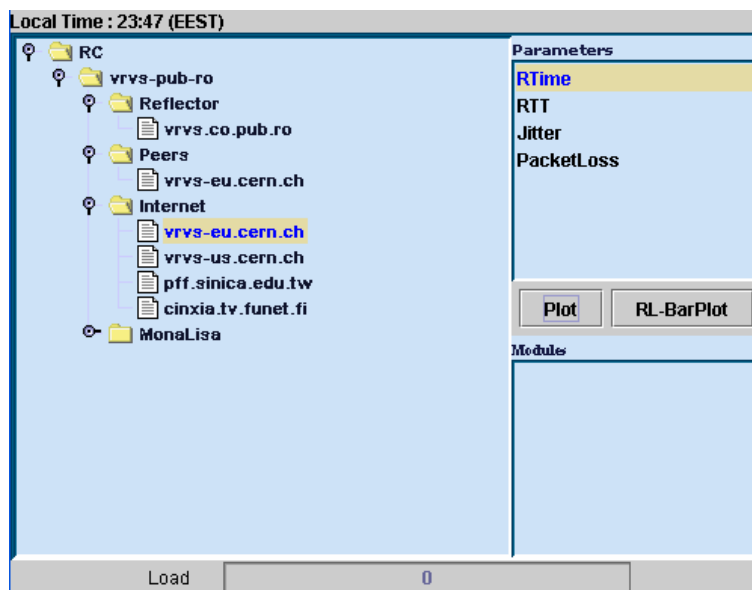 Local Time : 23:47 (EEST)
RC
vrvs-pub-ro
Reflector
vrvs.co.pub.ro
Peers
vrvs-eu.cern.ch
Internet
vrvs-eu.cern.ch
vrvs-us.cern.ch
pff.sinica.edu.tw
cinxia.tv.funet.fi
MonaLisa
Parameters
RTime
RTT
Jitter
PacketLoss
Plot RL-BarPlot
Modules
Load 0